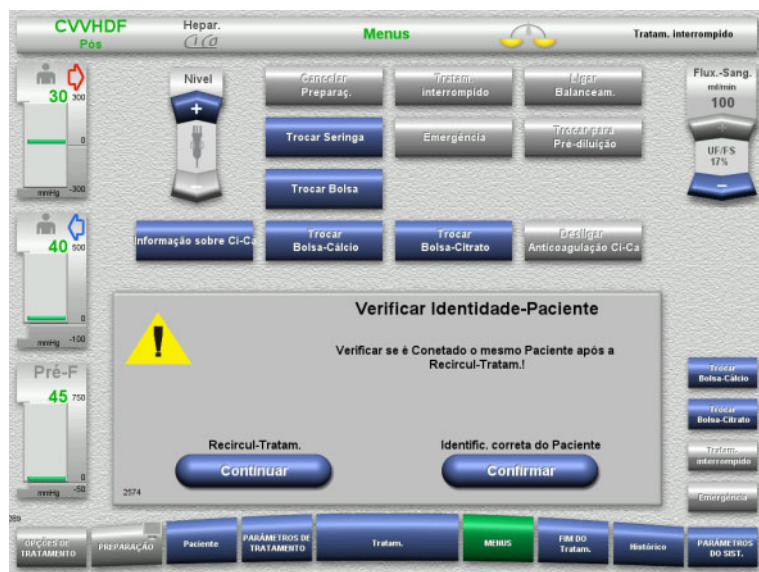 CVVHDF
Pós
Hepar.
Ci Ca
Menus
Tratam. interrompido
30
300
0
-300
mmHg
40
500
0
-100
mmHg
Pré-F
45
750
0
-50
mmHg
Nivel
+
-
Cancelar
Preparaç.
Tratam.
interrompido
Ligar
Balanceam.
Trocar Seringa
Emergência
Trocar para
Pré-diluição
Trocar Bolsa
Informação sobre Ci-Ca
Trocar
Bolsa-Cálcio
Trocar
Bolsa-Citrato
Desligar
Anticoagulação Ci-Ca
Flux.-Sang.
ml/min
100
+
UF/FS
17%
-
!
Verificar Identidade-Paciente
Verificar se é Conetado o mesmo Paciente após a
Recircul-Tratam.!
Recircul-Tratam.
Continuar
Identific. correta do Paciente
Confirmar
2574
Trocar
Bolsa-Cálcio
Trocar
Bolsa-Citrato
Tratam.
interrompido
Emergência
OPÇÕES DE
TRATAMENTO
PREPARAÇÃO
Paciente
PARÂMETROS DE
TRATAMENTO
Tratam.
MENUS
FIM DO
Tratam.
Histórico
PARÂMETROS
DO SIST.